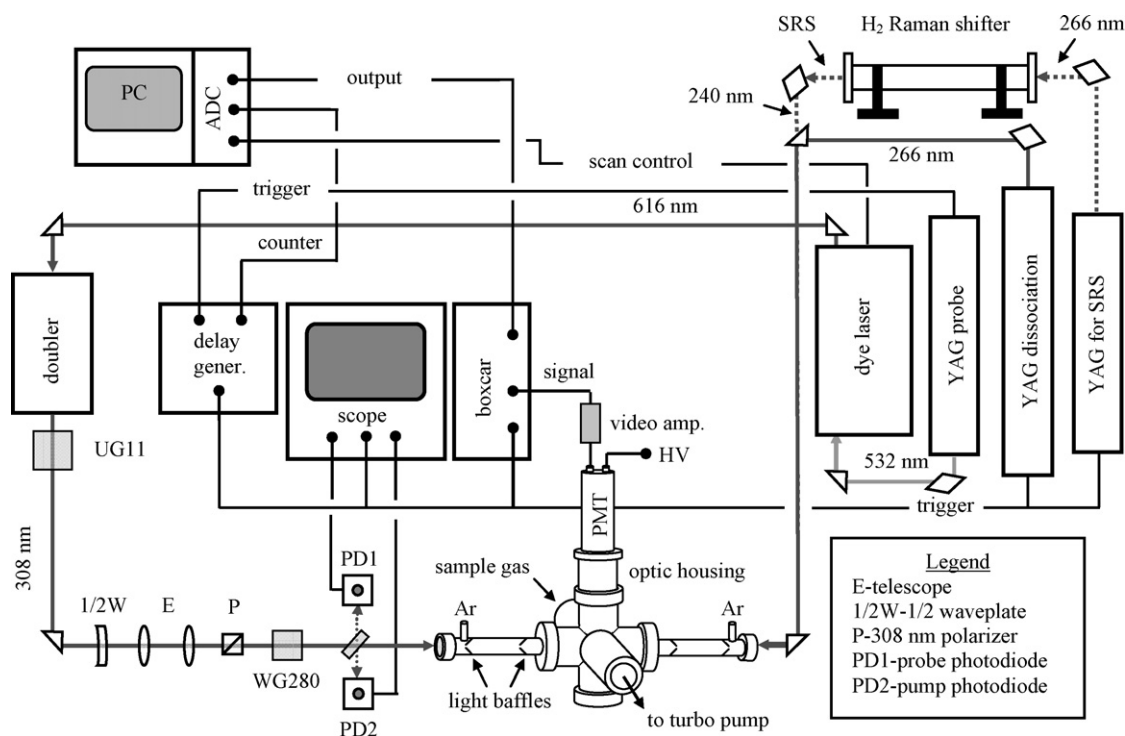 SRS
H₂ Raman shifter
266 nm
PC
ADC
output
240 nm
scan control
266 nm
trigger
616 nm
counter
doubler
delay
gener.
scope
boxcar
signal
video amp.
HV
dye laser
YAG probe
YAG dissociation
YAG for SRS
UG11
532 nm
trigger
PMT
308 nm
PD1
sample gas
optic housing
1/2W
E
P
Ar
Ar
WG280
PD2
light baffles
to turbo pump
Legend
E-telescope
1/2W-1/2 waveplate
P-308 nm polarizer
PD1-probe photodiode
PD2-pump photodiode